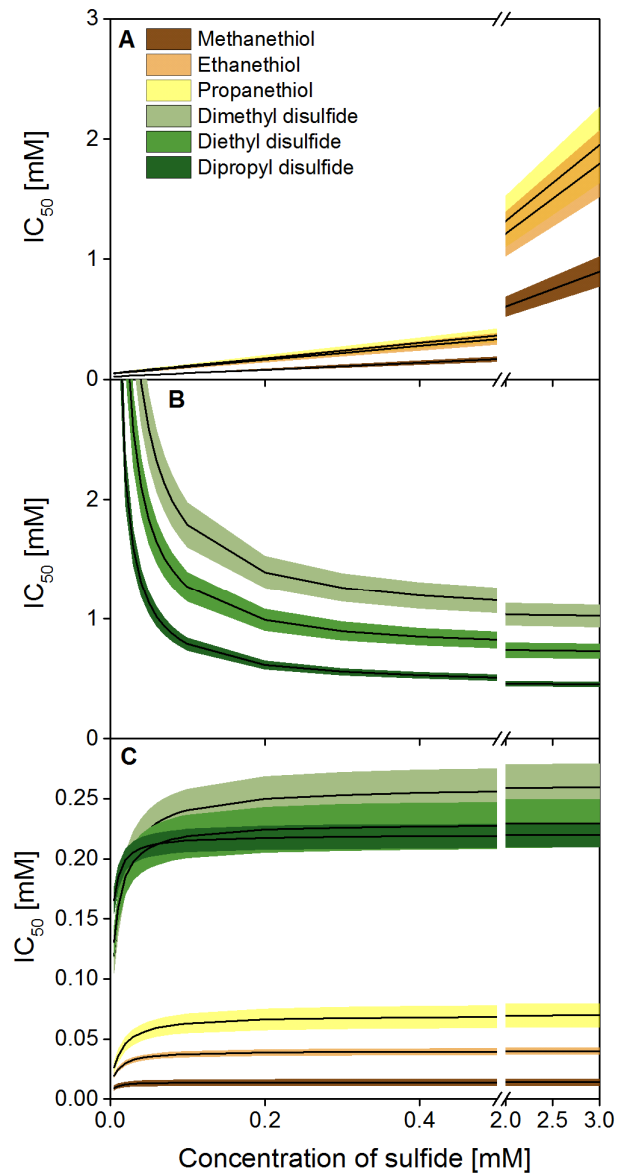 3
A
Methanethiol
Ethanethiol
Propanethiol
Dimethyl disulfide
Diethyl disulfide
Dipropyl disulfide
2
1
0
IC50 [mM]
B
2
1
0
IC50 [mM]
C
0.25
0.20
0.15
0.10
0.05
0.00
IC50 [mM]
0.0 0.2 0.4 2.0 2.5 3.0
Concentration of sulfide [mM]